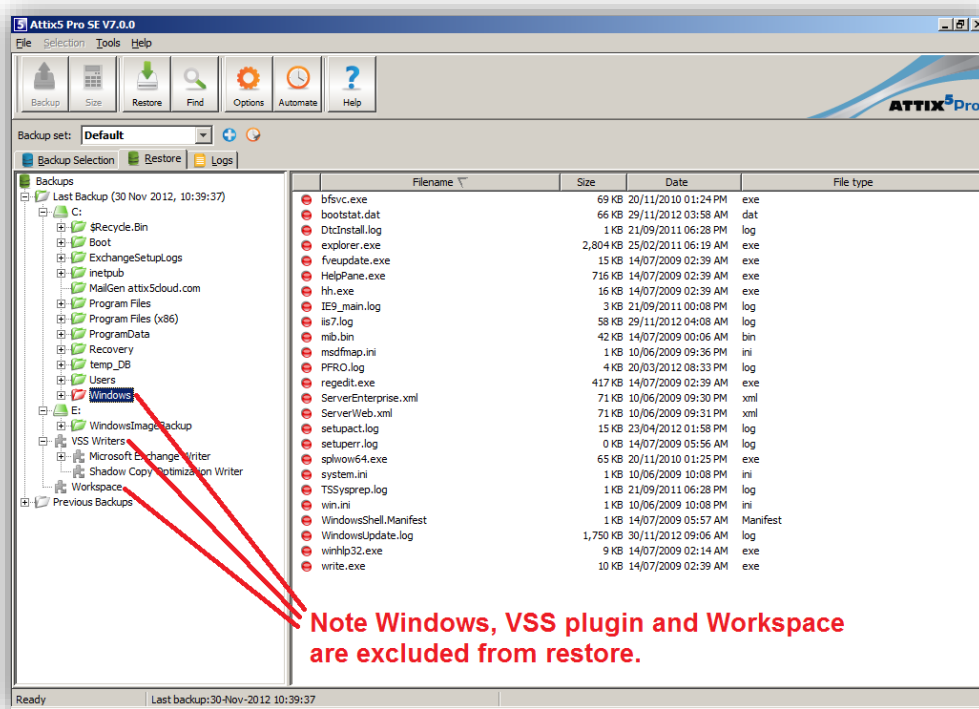 5 Attix5 Pro SE V7.0.0
File Selection Tools Help
Backup Size Restore Find Options Automate Help
ATTIX5Pro
Backup set: Default
Backup Selection Restore Logs
Backups
Last Backup (30 Nov 2012, 10:39:37)
C:
$Recycle.Bin
Boot
ExchangeSetupLogs
inetpub
MailGen attix5cloud.com
Program Files
Program Files (x86)
ProgramData
Recovery
temp_DB
Users
Windows
E:
WindowsImageBackup
VSS Writers
Microsoft Exchange Writer
Shadow Copy Optimization Writer
Workspace
Previous Backups
Filename Size Date File type
bfsvc.exe 69 KB 20/11/2010 01:24 PM exe
bootstat.dat 66 KB 29/11/2012 03:58 AM dat
DtcInstall.log 1 KB 21/09/2011 06:28 PM log
explorer.exe 2,804 KB 25/02/2011 06:19 AM exe
fveupdate.exe 15 KB 14/07/2009 02:39 AM exe
HelpPane.exe 716 KB 14/07/2009 02:39 AM exe
hh.exe 16 KB 14/07/2009 02:39 AM exe
IE9_main.log 3 KB 21/09/2011 00:08 PM log
iis7.log 58 KB 29/11/2012 04:08 AM log
mib.bin 42 KB 14/07/2009 00:06 AM bin
msdfmap.ini 1 KB 10/06/2009 09:36 PM ini
PFRO.log 4 KB 20/03/2012 08:33 PM log
regedit.exe 417 KB 14/07/2009 02:39 AM exe
ServerEnterprise.xml 71 KB 10/06/2009 09:30 PM xml
ServerWeb.xml 71 KB 10/06/2009 09:31 PM xml
setupact.log 15 KB 23/04/2012 01:58 PM log
setuperr.log 0 KB 14/07/2009 05:56 AM log
splwow64.exe 65 KB 20/11/2010 01:25 PM exe
system.ini 1 KB 10/06/2009 10:08 PM ini
TSSysprep.log 1 KB 21/09/2011 06:28 PM log
win.ini 1 KB 10/06/2009 10:08 PM ini
WindowsShell.Manifest 1 KB 14/07/2009 05:57 AM Manifest
WindowsUpdate.log 1,750 KB 30/11/2012 09:06 AM log
winhlp32.exe 9 KB 14/07/2009 02:14 AM exe
write.exe 10 KB 14/07/2009 02:39 AM exe
Note Windows, VSS plugin and Workspace
are excluded from restore.
Ready Last backup:30-Nov-2012 10:39:37